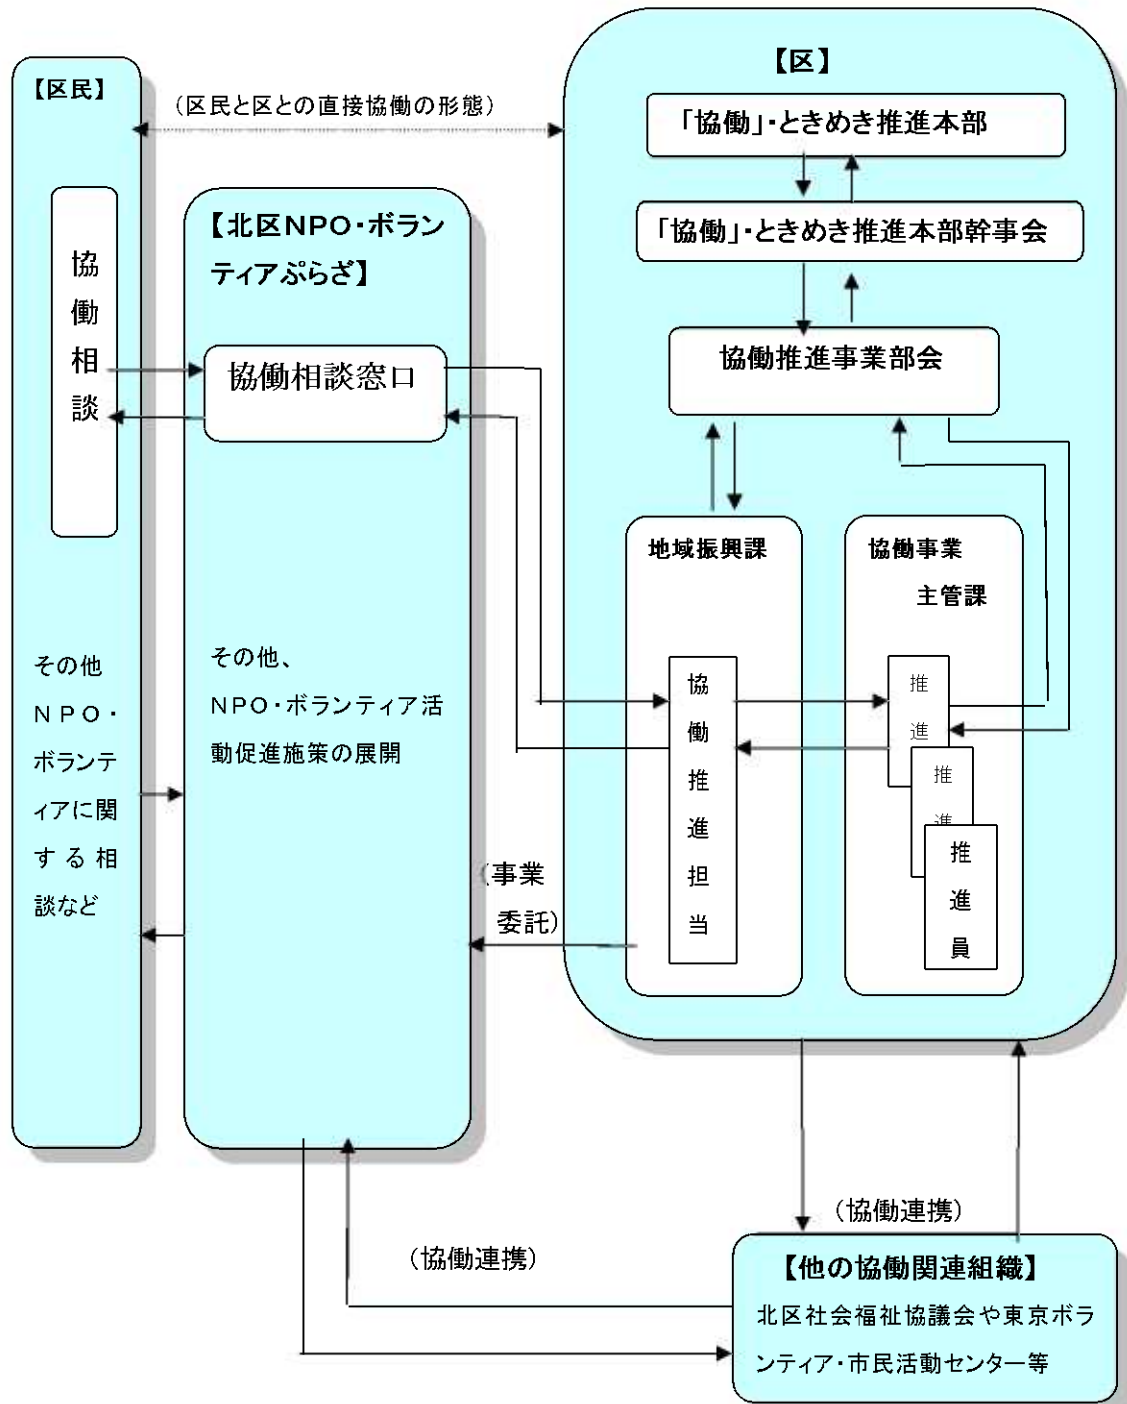 【区民】
(区民と区との直接協働の形態)
協働相談
その他
ＮＰＯ・
ボランテ
ィアに関
する相
談など
【北区NPO・ボラン
ティアぷらざ】
協働相談窓口
その他、
NPO・ボランティア活
動促進施策の展開
(事業
委託)
【区】
「協働」・ときめき推進本部
「協働」・ときめき推進本部幹事会
協働推進事業部会
地域振興課
協働推進担当
協働事業
主管課
推進
推進
推進員
(協働連携)
(協働連携)
【他の協働関連組織】
北区社会福祉協議会や東京ボラ
ンティア・市民活動センター等